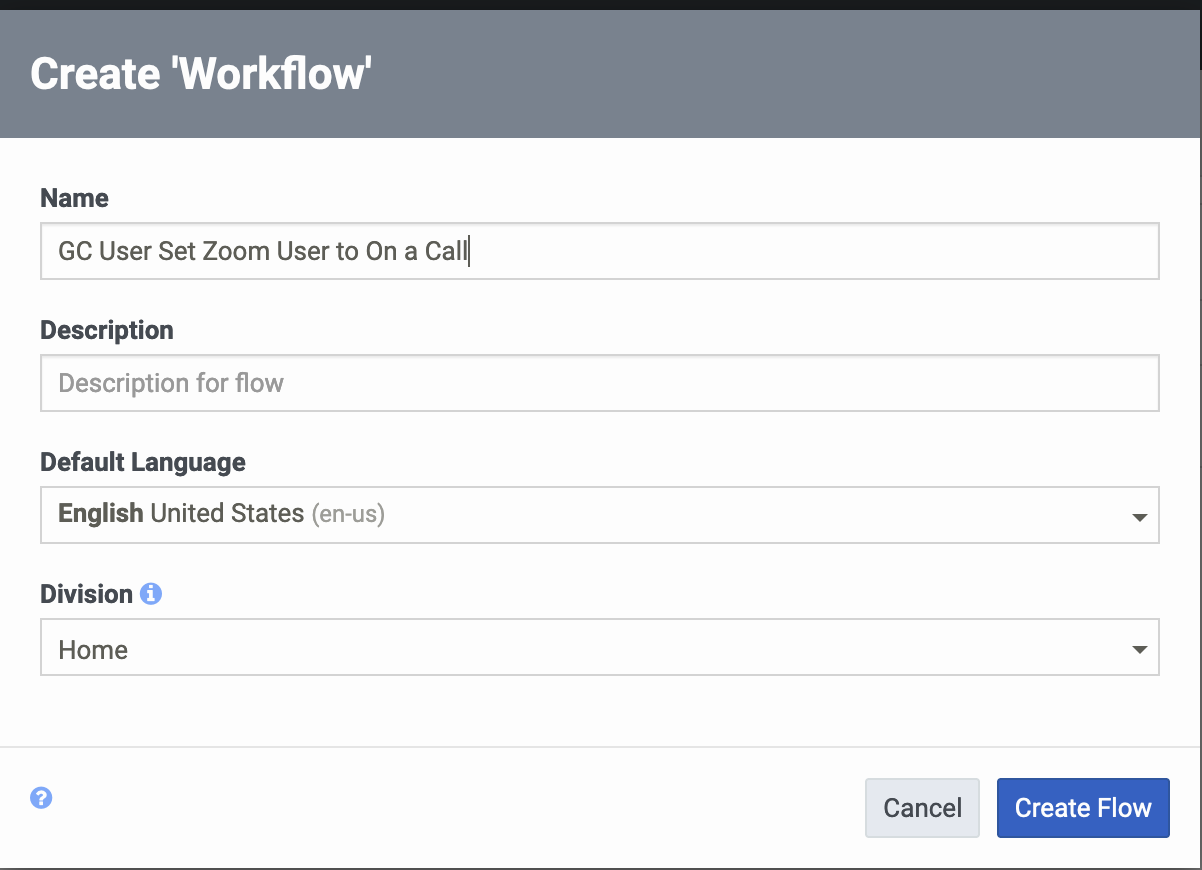 Create 'Workflow'
Name
GC User Set Zoom User to On a Call
Description
Description for flow
Default Language
English United States (en-us)
Division
Home
Cancel
Create Flow